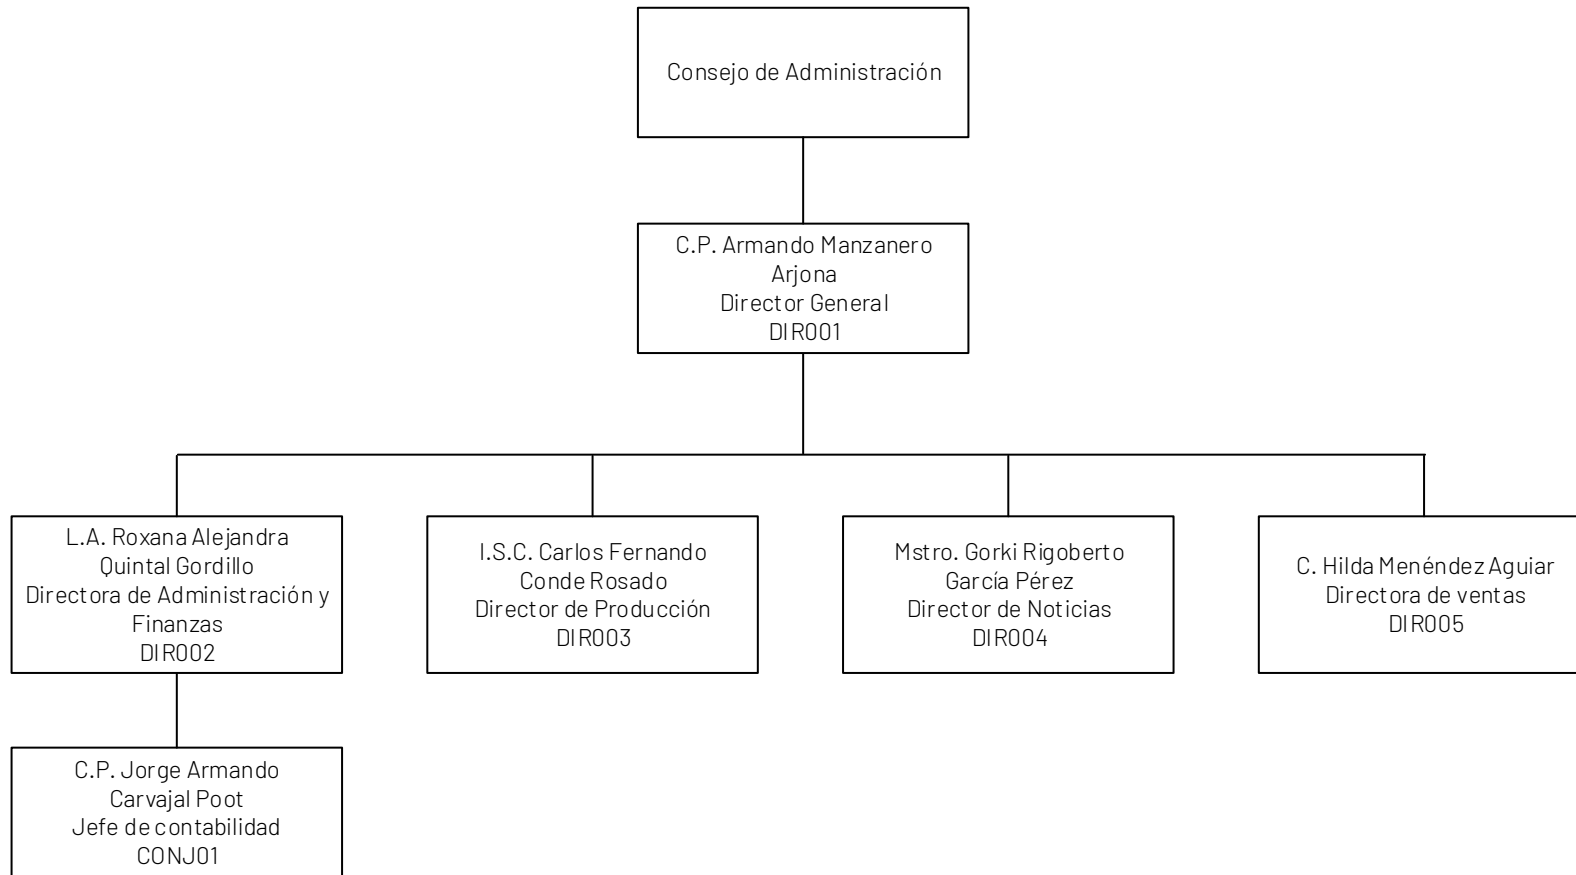 Consejo de Administración
C.P. Armando Manzanero
Arjona
Director General
DIR001
L.A. Roxana Alejandra
Quintal Gordillo
Directora de Administración y
Finanzas
DIR002
I.S.C. Carlos Fernando
Conde Rosado
Director de Producción
DIR003
Mstro. Gorki Rigoberto
García Pérez
Director de Noticias
DIR004
C. Hilda Menéndez Aguiar
Directora de ventas
DIR005
C.P. Jorge Armando
Carvajal Poot
Jefe de contabilidad
CONJ01